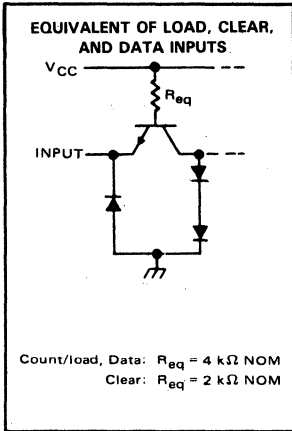 EQUIVALENT OF LOAD, CLEAR,
AND DATA INPUTS
VCC
Req
INPUT
Count/load, Data: Req = 4 kΩ NOM
Clear: Req = 2 kΩ NOM